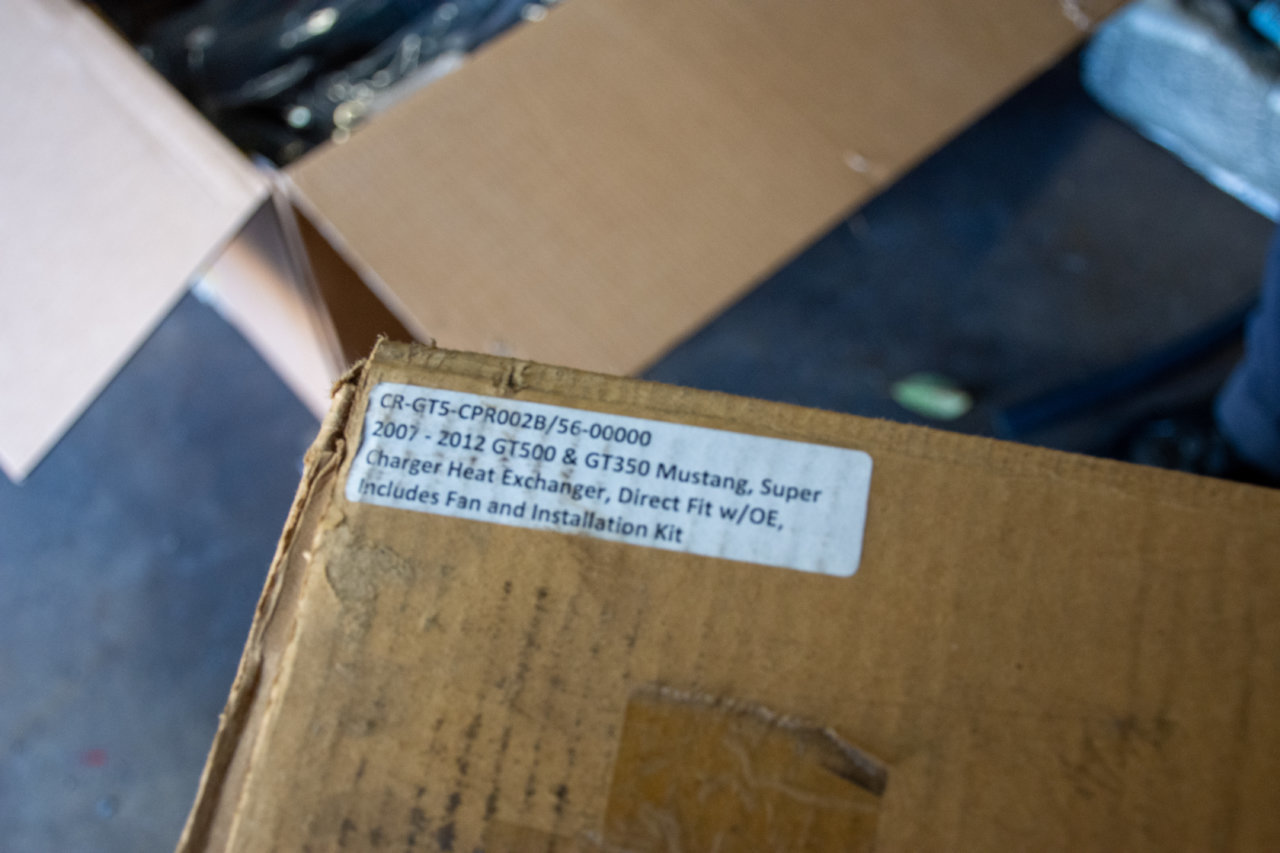 CR-GT5-CPR002B/56-00000
2007 - 2012 GT500 & GT350 Mustang, Super
Charger Heat Exchanger, Direct Fit w/OE,
Includes Fan and Installation Kit